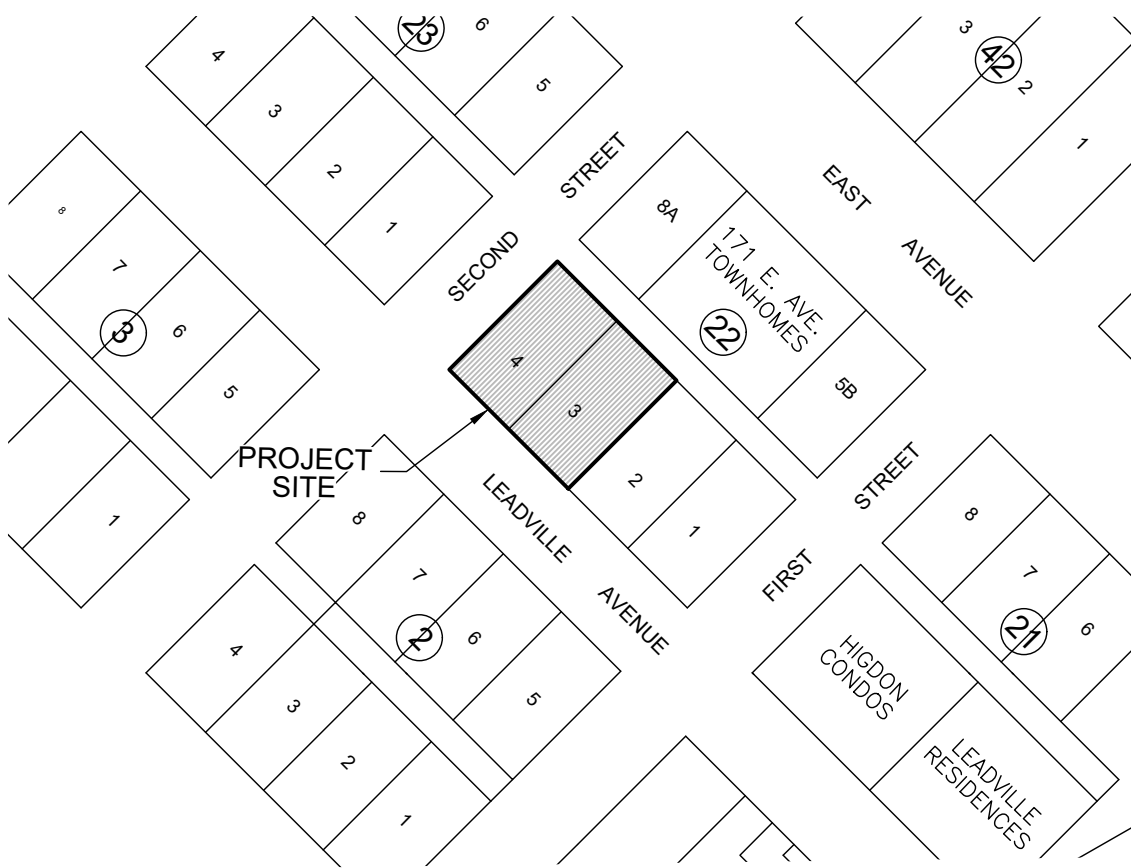 23
6
5
4
3
2
1
3
42
2
1
STREET
EAST
AVENUE
SECOND
8A
171 E. AVE.
TOWNHOMES
22
5B
8
7
3
6
5
1
4
3
2
1
PROJECT
SITE
LEADVILLE
AVENUE
STREET
FIRST
8
7
2
6
5
4
3
2
1
8
7
21
6
HIGDON
CONDOS
LEADVILLE
RESIDENCES